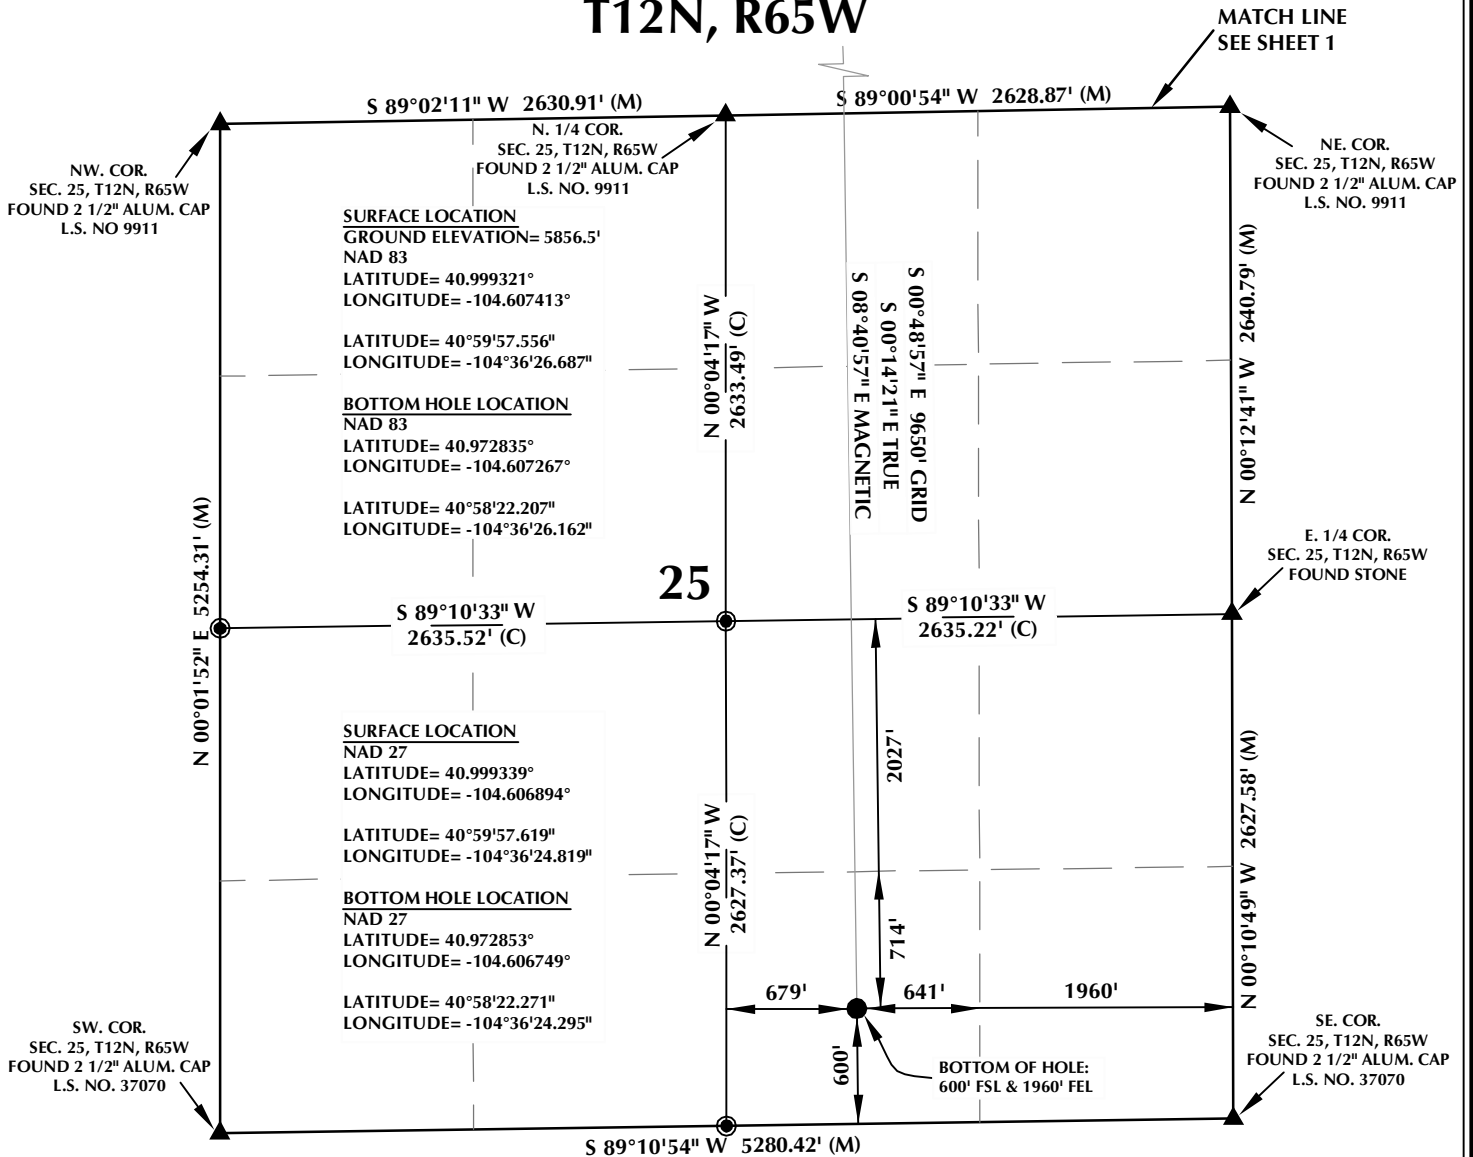 T12N, R65W
MATCH LINE
SEE SHEET 1
S 89°02'11" W 2630.91' (M)
S 89°00'54" W 2628.87' (M)
NW. COR.
SEC. 25, T12N, R65W
FOUND 2 1/2" ALUM. CAP
L.S. NO 9911
N. 1/4 COR.
SEC. 25, T12N, R65W
FOUND 2 1/2" ALUM. CAP
L.S. NO. 9911
NE. COR.
SEC. 25, T12N, R65W
FOUND 2 1/2" ALUM. CAP
L.S. NO. 9911
SURFACE LOCATION
GROUND ELEVATION= 5856.5'
NAD 83
LATITUDE= 40.999321°
LONGITUDE= -104.607413°
LATITUDE= 40°59'57.556"
LONGITUDE= -104°36'26.687"
BOTTOM HOLE LOCATION
NAD 83
LATITUDE= 40.972835°
LONGITUDE= -104.607267°
LATITUDE= 40°58'22.207"
LONGITUDE= -104°36'26.162"
N 00°04'17" W
2633.49' (C)
S 00°48'57" E 9650' GRID
S 00°14'21" E TRUE
S 08°40'57" E MAGNETIC
N 00°12'41" W 2640.79' (M)
N 00°01'52" E 5254.31' (M)
E. 1/4 COR.
SEC. 25, T12N, R65W
FOUND STONE
25
S 89°10'33" W
2635.52' (C)
S 89°10'33" W
2635.22' (C)
SURFACE LOCATION
NAD 27
LATITUDE= 40.999339°
LONGITUDE= -104.606894°
LATITUDE= 40°59'57.619"
LONGITUDE= -104°36'24.819"
BOTTOM HOLE LOCATION
NAD 27
LATITUDE= 40.972853°
LONGITUDE= -104.606749°
LATITUDE= 40°58'22.271"
LONGITUDE= -104°36'24.295"
N 00°04'17" W
2627.37' (C)
2027'
714'
N 00°10'49" W 2627.58' (M)
679'
641'
1960'
600'
BOTTOM OF HOLE:
600' FSL & 1960' FEL
SW. COR.
SEC. 25, T12N, R65W
FOUND 2 1/2" ALUM. CAP
L.S. NO. 37070
SE. COR.
SEC. 25, T12N, R65W
FOUND 2 1/2" ALUM. CAP
L.S. NO. 37070
S 89°10'54" W 5280.42' (M)